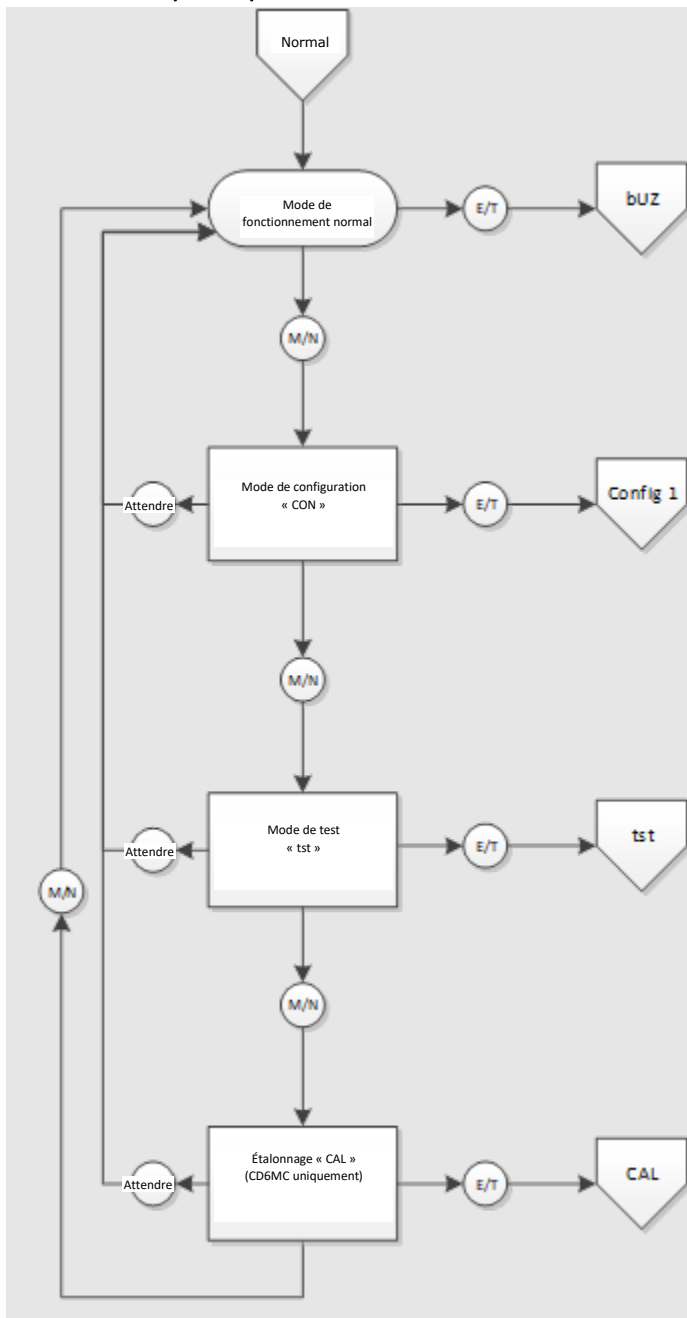 Normal
Mode de
fonctionnement normal
E/T
bUZ
M/N
Mode de configuration
« CON »
Attendre
E/T
Config 1
M/N
Mode de test
« tst »
Attendre
E/T
tst
M/N
M/N
Étalonnage « CAL »
(CD6MC uniquement)
Attendre
E/T
CAL